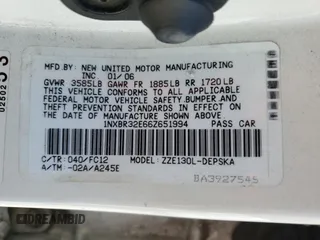 MFD BY: NEW UNITED MOTOR MANUFACTURING
INC 01/06
GVWR 3585LB GAWR FR 1885LB RR 1720LB
THIS VEHICLE CONFORMS TO ALL APPLICABLE
FEDERAL MOTOR VEHICLE SAFETY, BUMPER, AND
THEFT PREVENTION STANDARDS IN EFFECT ON
THE DATE OF MANUFACTURE SHOWN ABOVE.
1NXBR32E66Z651994 PASS CAR
C/TR: 040/FC12 MODEL: ZZE130L-DEPSKA
A/TM: -02A/A245E
BA3927545
DREAMBID